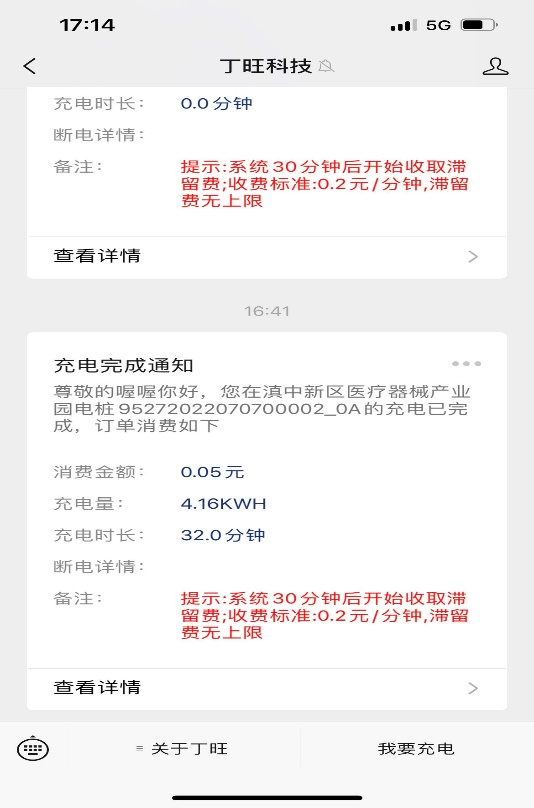 17:14
5G
丁旺科技
充电时长：
0.0分钟
断电详情：
备注：
提示:系统30分钟后开始收取滞
留费;收费标准:0.2元/分钟,滞留
费无上限
查看详情
16:41
充电完成通知
尊敬的喔喔你好，您在滇中新区医疗器械产业
园电桩95272022070700002_0A的充电已完
成，订单消费如下
消费金额：
0.05元
充电量：
4.16KWH
充电时长：
32.0分钟
断电详情：
备注：
提示:系统30分钟后开始收取滞
留费;收费标准:0.2元/分钟,滞留
费无上限
查看详情
关于丁旺
我要充电